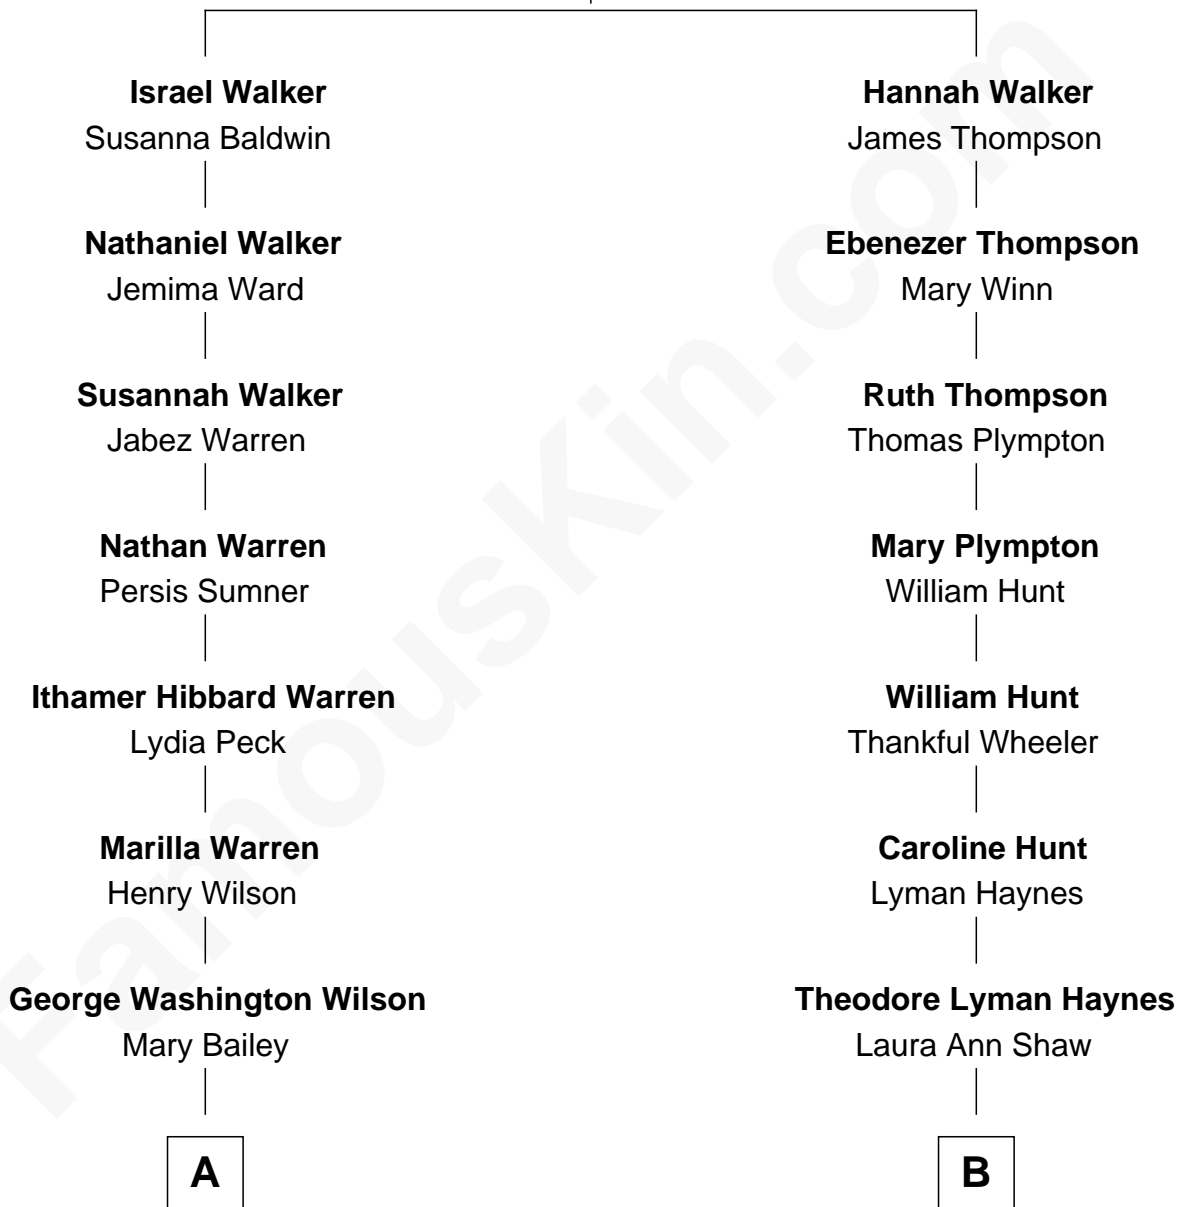 Israel Walker
Susanna Baldwin
Nathaniel Walker
Jemima Ward
Susannah Walker
Jabez Warren
Nathan Warren
Persis Sumner
Ithamer Hibbard Warren
Lydia Peck
Marilla Warren
Henry Wilson
George Washington Wilson
Mary Bailey
A
Hannah Walker
James Thompson
Ebenezer Thompson
Mary Winn
Ruth Thompson
Thomas Plympton
Mary Plympton
William Hunt
William Hunt
Thankful Wheeler
Caroline Hunt
Lyman Haynes
Theodore Lyman Haynes
Laura Ann Shaw
B
FamousKin.com